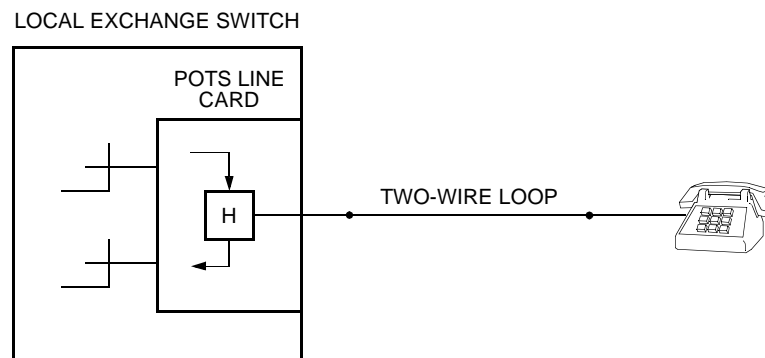 LOCAL EXCHANGE SWITCH
POTS LINE
CARD
H
TWO-WIRE LOOP